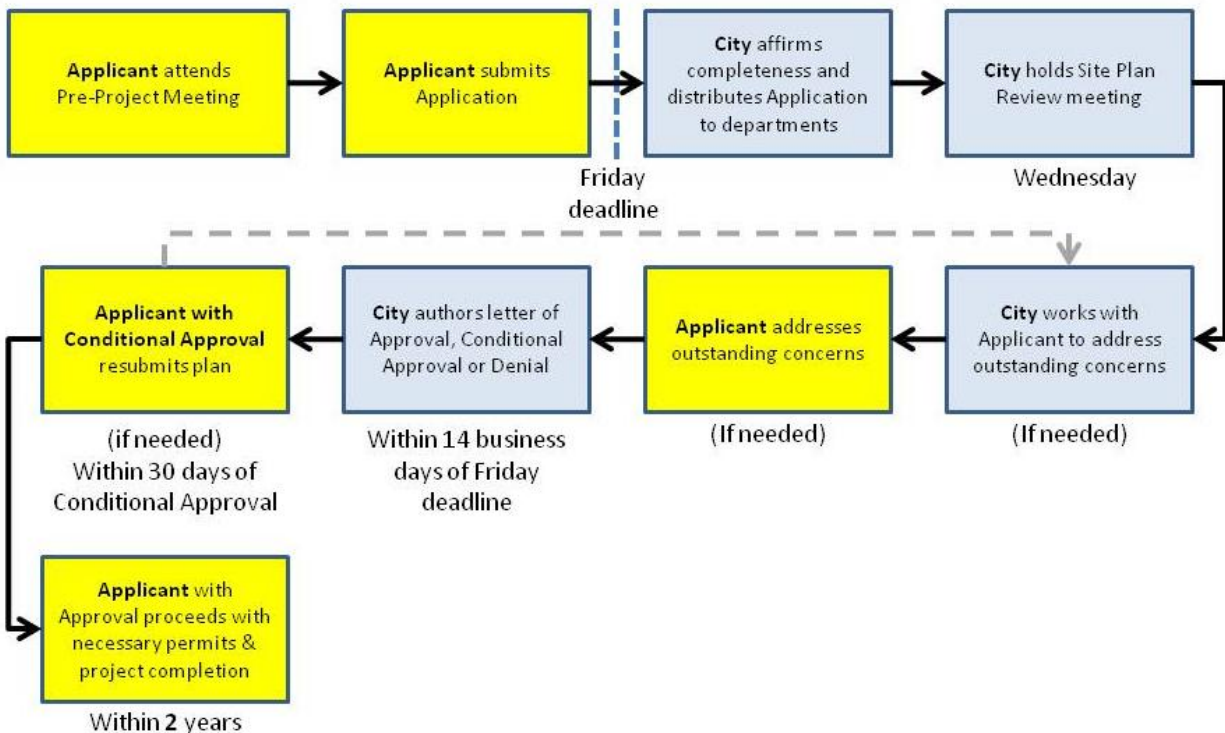 Applicant attends
Pre-Project Meeting
Applicant submits
Application
City affirms
completeness and
distributes Application
to departments
City holds Site Plan
Review meeting
Friday
deadline
Wednesday
City works with
Applicant to address
outstanding concerns
(If needed)
Applicant addresses
outstanding concerns
(If needed)
City authors letter of
Approval, Conditional
Approval or Denial
Within 14 business
days of Friday
deadline
Applicant with
Conditional Approval
resubmits plan
(if needed)
Within 30 days of
Conditional Approval
Applicant with
Approval proceeds with
necessary permits &
project completion
Within 2 years